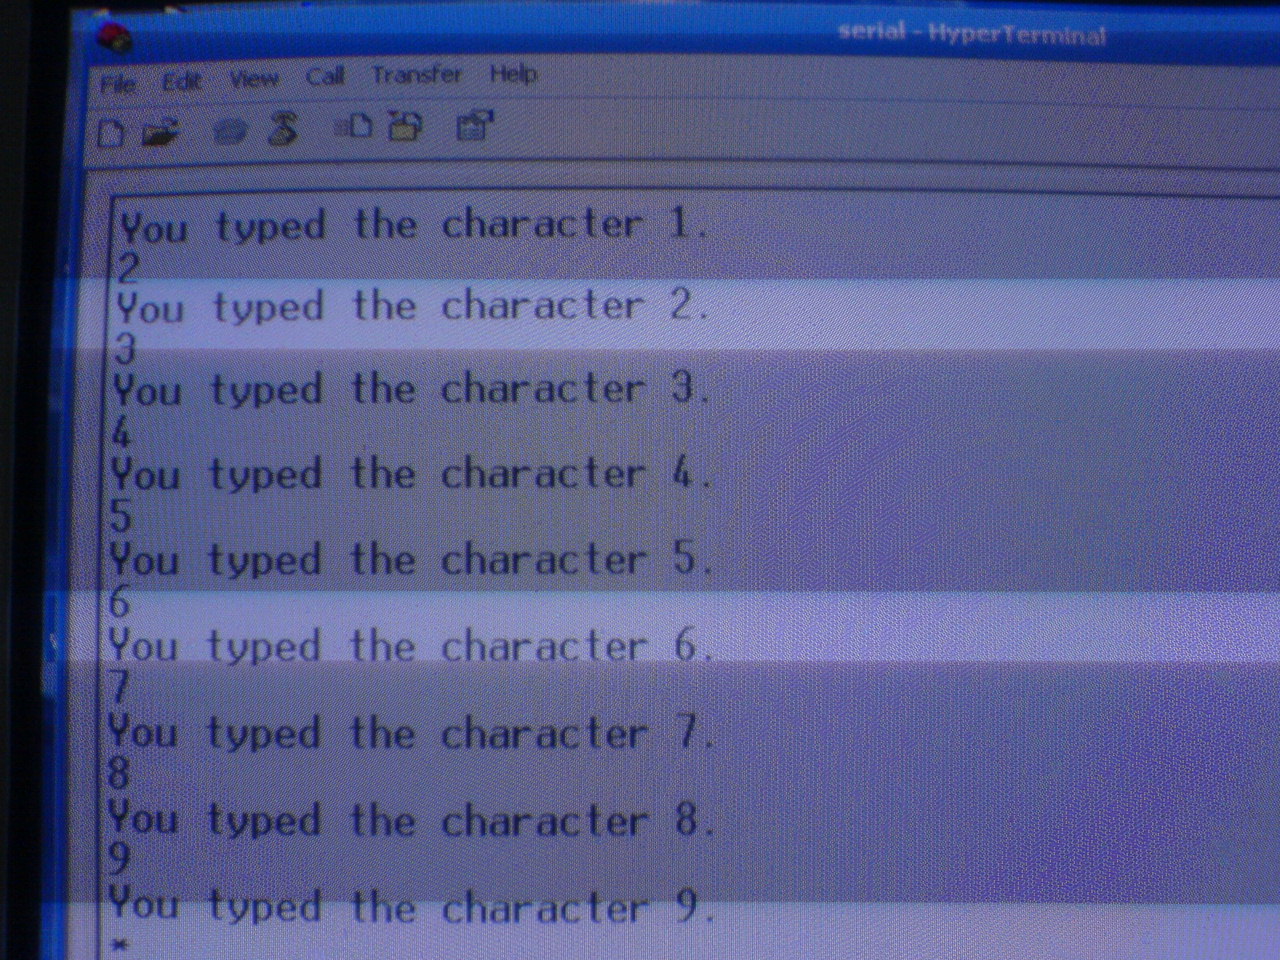 serial - HyperTerminal
File Edit View Call Transfer Help
You typed the character 1.
2
You typed the character 2.
3
You typed the character 3.
4
You typed the character 4.
5
You typed the character 5.
6
You typed the character 6.
7
You typed the character 7.
8
You typed the character 8.
9
You typed the character 9.
*